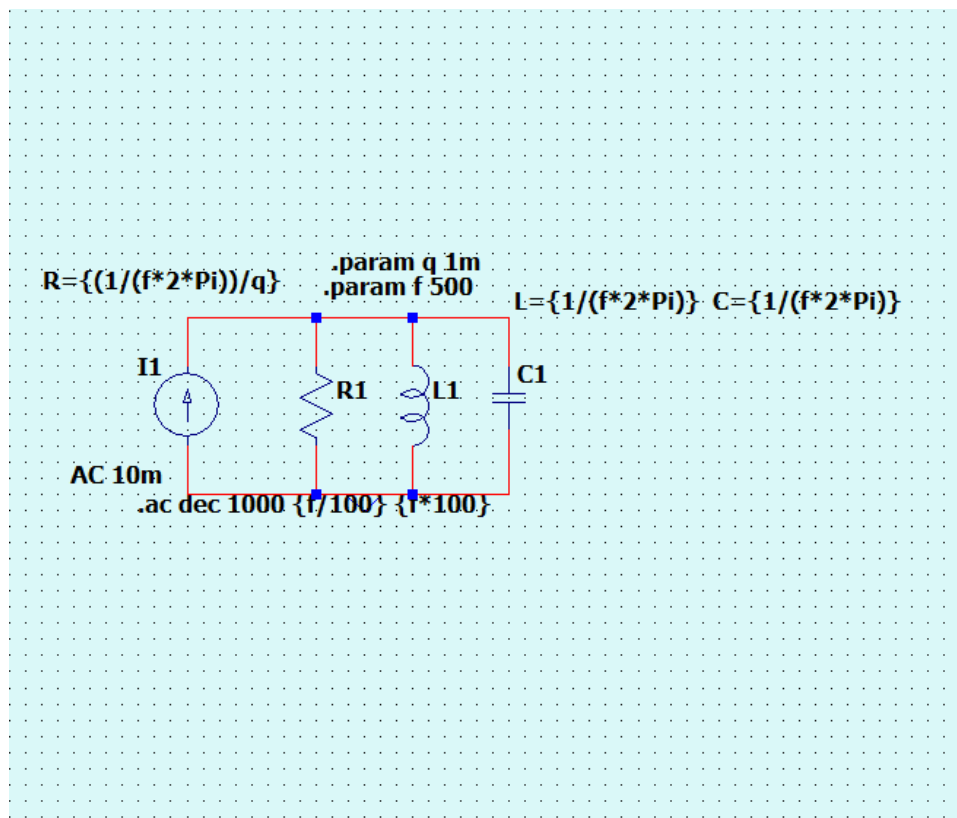 .param q 1m
R={(1/(f*2*Pi))/q}
.param f 500
L={1/(f*2*Pi)} C={1/(f*2*Pi)}
I1
R1
L1
C1
AC 10m
.ac dec 1000 {f/100} {f*100}